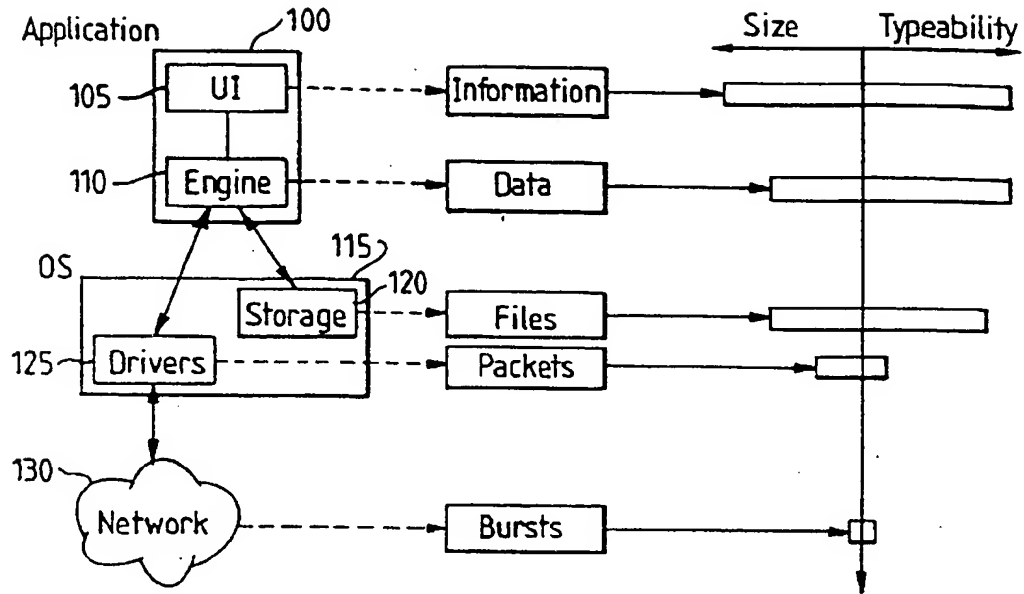 Application
100
Size
Typeability
105
UI
Information
110
Engine
Data
OS
115
120
Storage
Files
125
Drivers
Packets
130
Network
Bursts